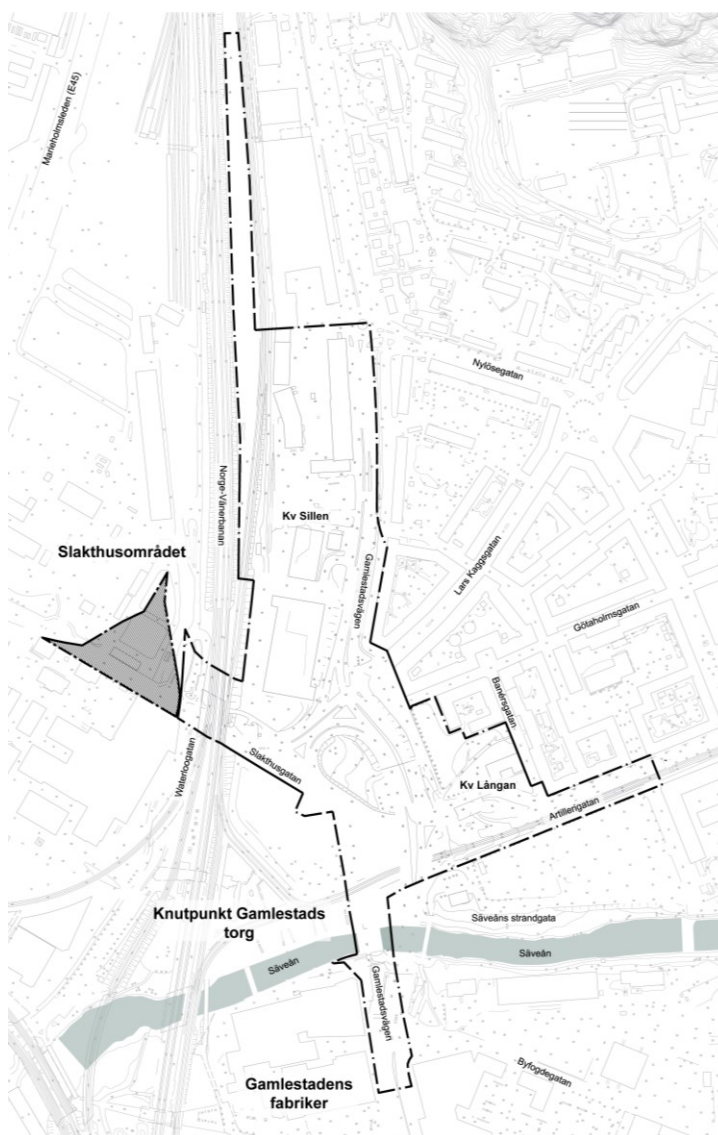 Marieholmsleden (E45)
Nylösegatan
Norge-Vänerbanan
Kv Sillen
Gamlestadsvägen
Lars Kaggsgatan
Slakthusområdet
Götaholmsgatan
Banérsgatan
Waterloogatan
Slakthusgatan
Kv Långan
Artillerigatan
Knutpunkt Gamlestads
torg
Säveåns strandgata
Säveån
Säveån
Gamlestadsvägen
Byfogdegatan
Gamlestadens
fabriker